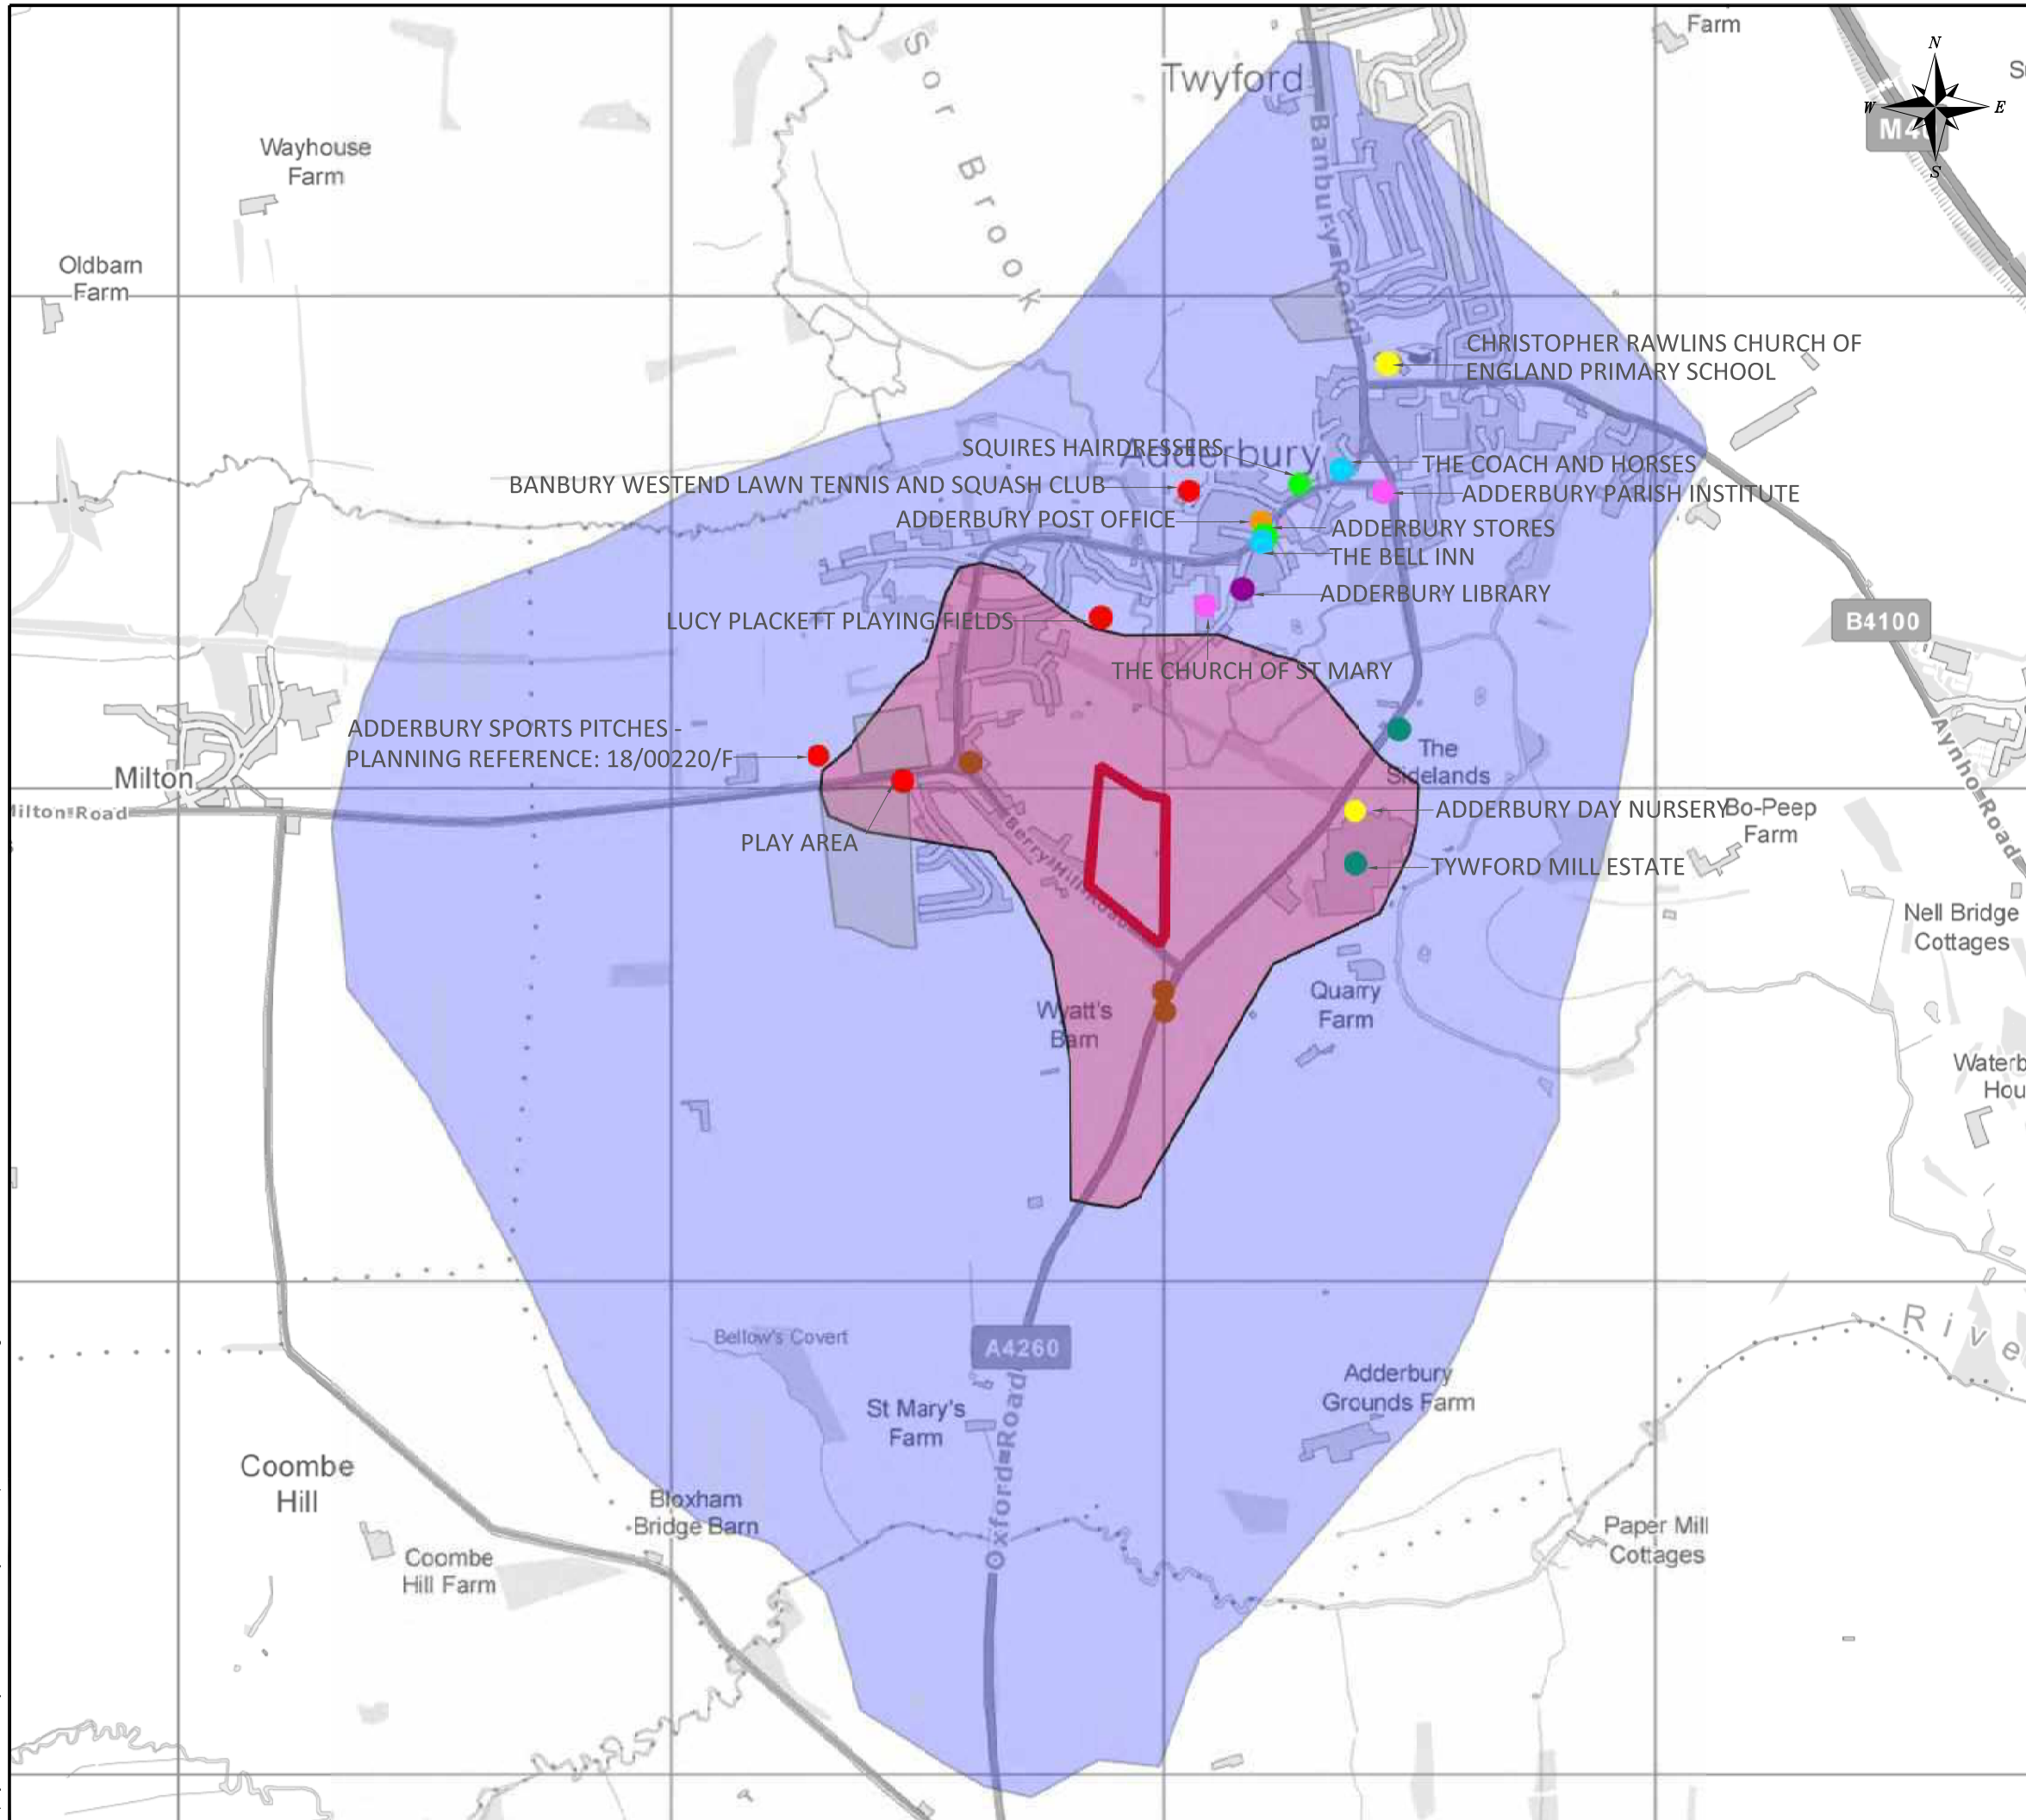 Farm
N
W
E
S
M4
Twyford
Sor Brook
Banbury Road
Wayhouse
Farm
Oldbarn
Farm
CHRISTOPHER RAWLINS CHURCH OF
ENGLAND PRIMARY SCHOOL
SQUIRES HAIRDRESSERS
Adderbury
THE COACH AND HORSES
BANBURY WESTEND LAWN TENNIS AND SQUASH CLUB
ADDERBURY PARISH INSTITUTE
ADDERBURY POST OFFICE
ADDERBURY STORES
THE BELL INN
ADDERBURY LIBRARY
LUCY PLACKETT PLAYING FIELDS
B4100
THE CHURCH OF ST MARY
ADDERBURY SPORTS PITCHES -
PLANNING REFERENCE: 18/00220/F
The
Sidelands
Milton
Milton Road
Aynho Road
ADDERBURY DAY NURSERY
Bo-Peep
Farm
PLAY AREA
Berry Hill Road
TYWFORD MILL ESTATE
Nell Bridge
Cottages
Quarry
Farm
Wyatt's
Barn
Waterb
Hou
Rive
Bellow's Covert
A4260
Adderbury
Grounds Farm
St Mary's
Farm
Oxford Road
Coombe
Hill
Bloxham
Bridge Barn
Paper Mill
Cottages
Coombe
Hill Farm